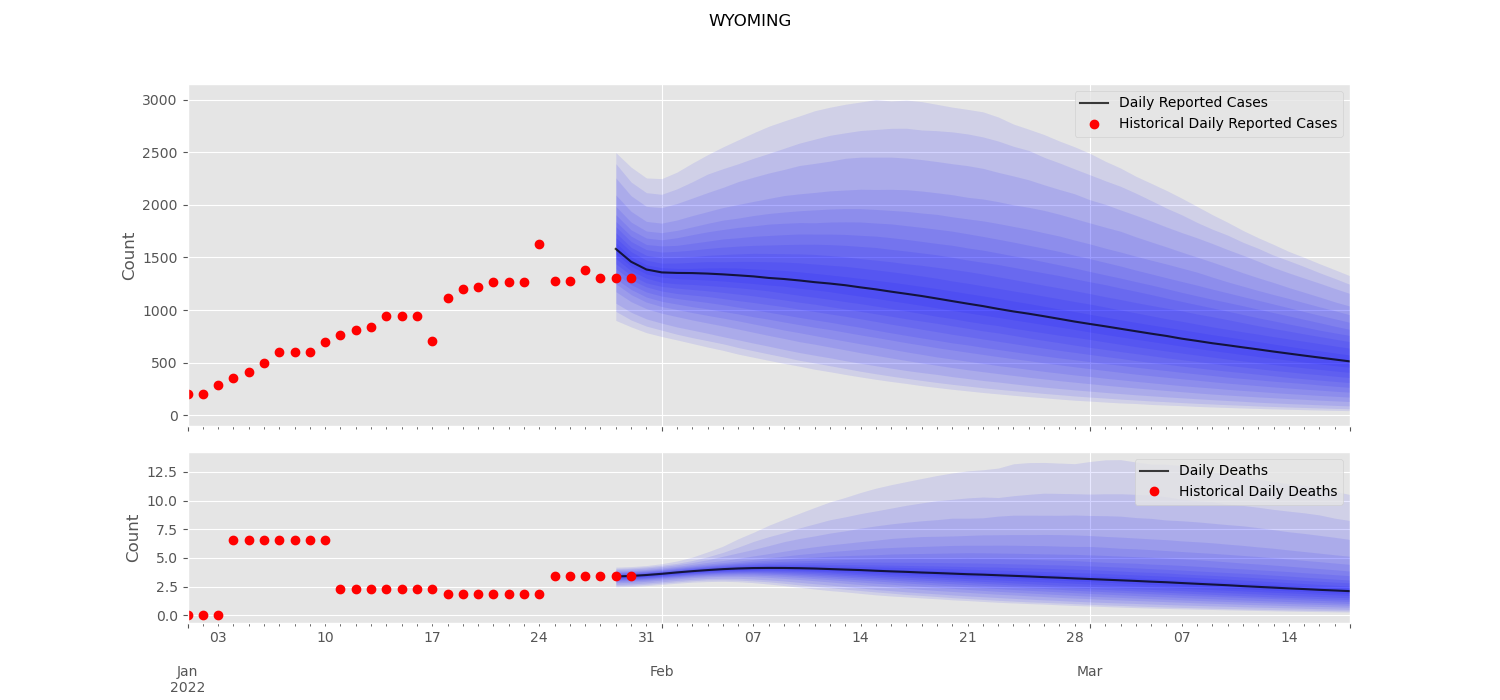 WYOMING
3000
2500
2000
1500
1000
500
0
Count
Daily Reported Cases
Historical Daily Reported Cases
12.5
10.0
7.5
5.0
2.5
0.0
Count
Daily Deaths
Historical Daily Deaths
03 10 17 24 31 07 14 21 28 07 14
Jan Feb Mar
2022